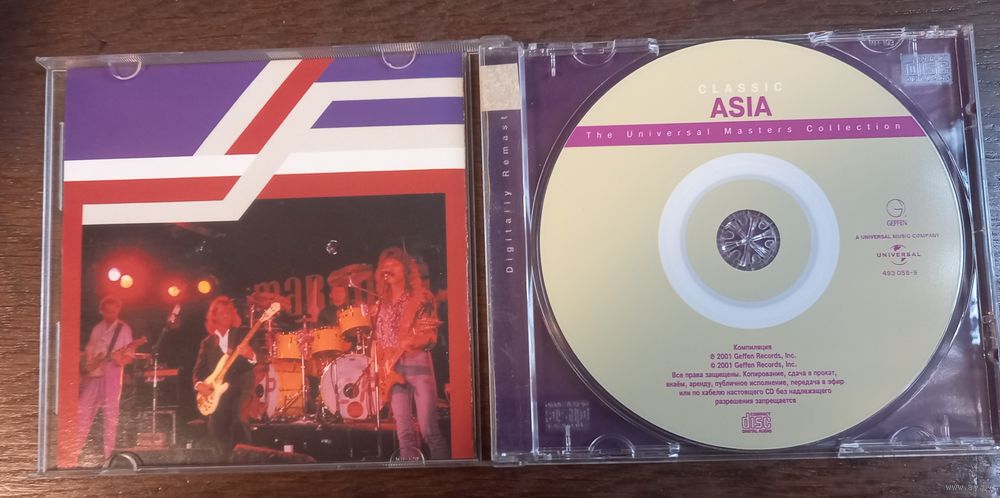 Digitally Remast
CLASSIC
ASIA
The Universal Masters Collection
GEFFEN
A UNIVERSAL MUSIC COMPANY
UNIVERSAL
493 058-9
Компиляция
℗ 2001 Geffen Records, Inc.
© 2001 Geffen Records, Inc.
Все права защищены. Копирование, сдача в прокат,
внаём, аренду, публичное исполнение, передача в эфир
или по кабелю настоящего CD без надлежащего
разрешения запрещается
COMPACT
disc
DIGITAL AUDIO